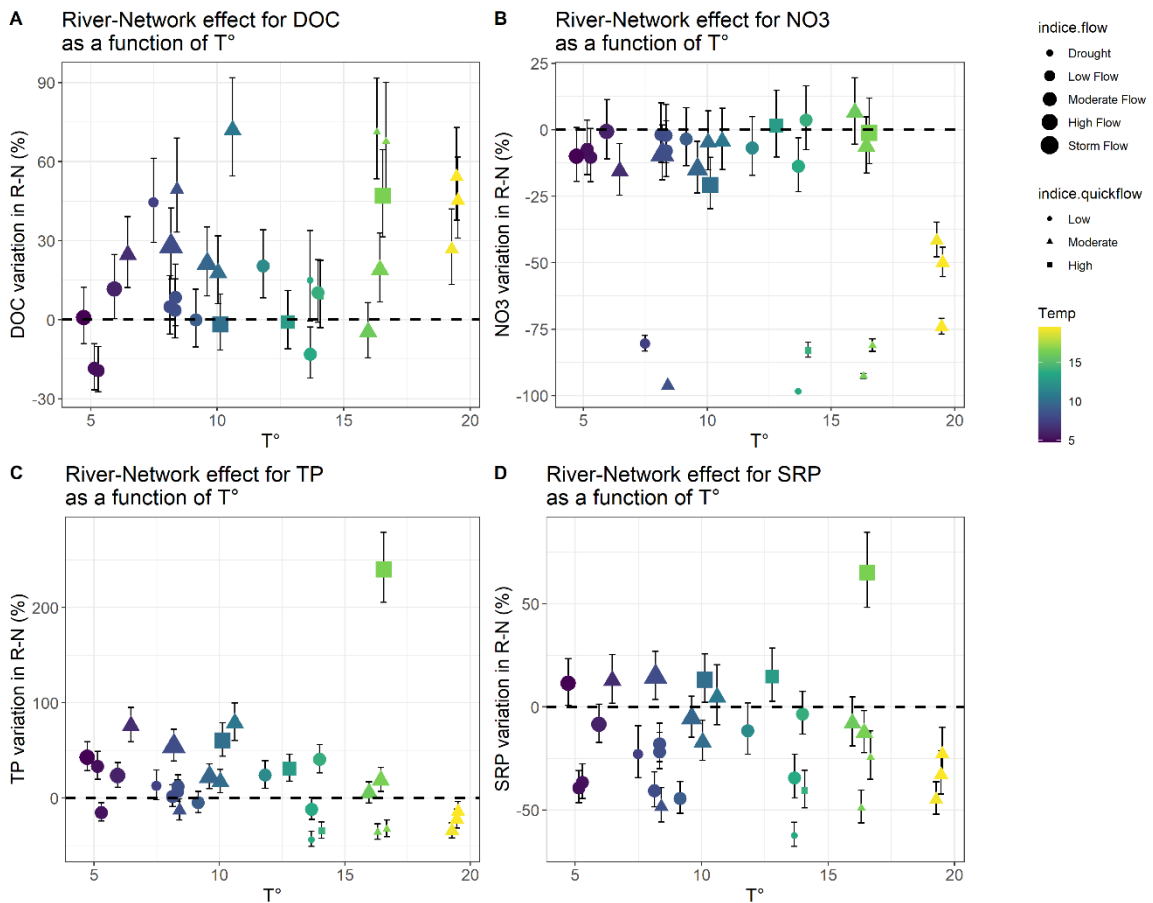 A
River-Network effect for DOC
as a function of T°
DOC variation in R-N (%)
90
60
30
0
-30
5
10
15
20
T°
B
River-Network effect for NO3
as a function of T°
NO3 variation in R-N (%)
25
0
-25
-50
-75
-100
5
10
15
20
T°
indice.flow
Drought
Low Flow
Moderate Flow
High Flow
Storm Flow
indice.quickflow
Low
Moderate
High
Temp
15
10
5
C
River-Network effect for TP
as a function of T°
TP variation in R-N (%)
200
100
0
5
10
15
20
T°
D
River-Network effect for SRP
as a function of T°
SRP variation in R-N (%)
50
0
-50
5
10
15
20
T°